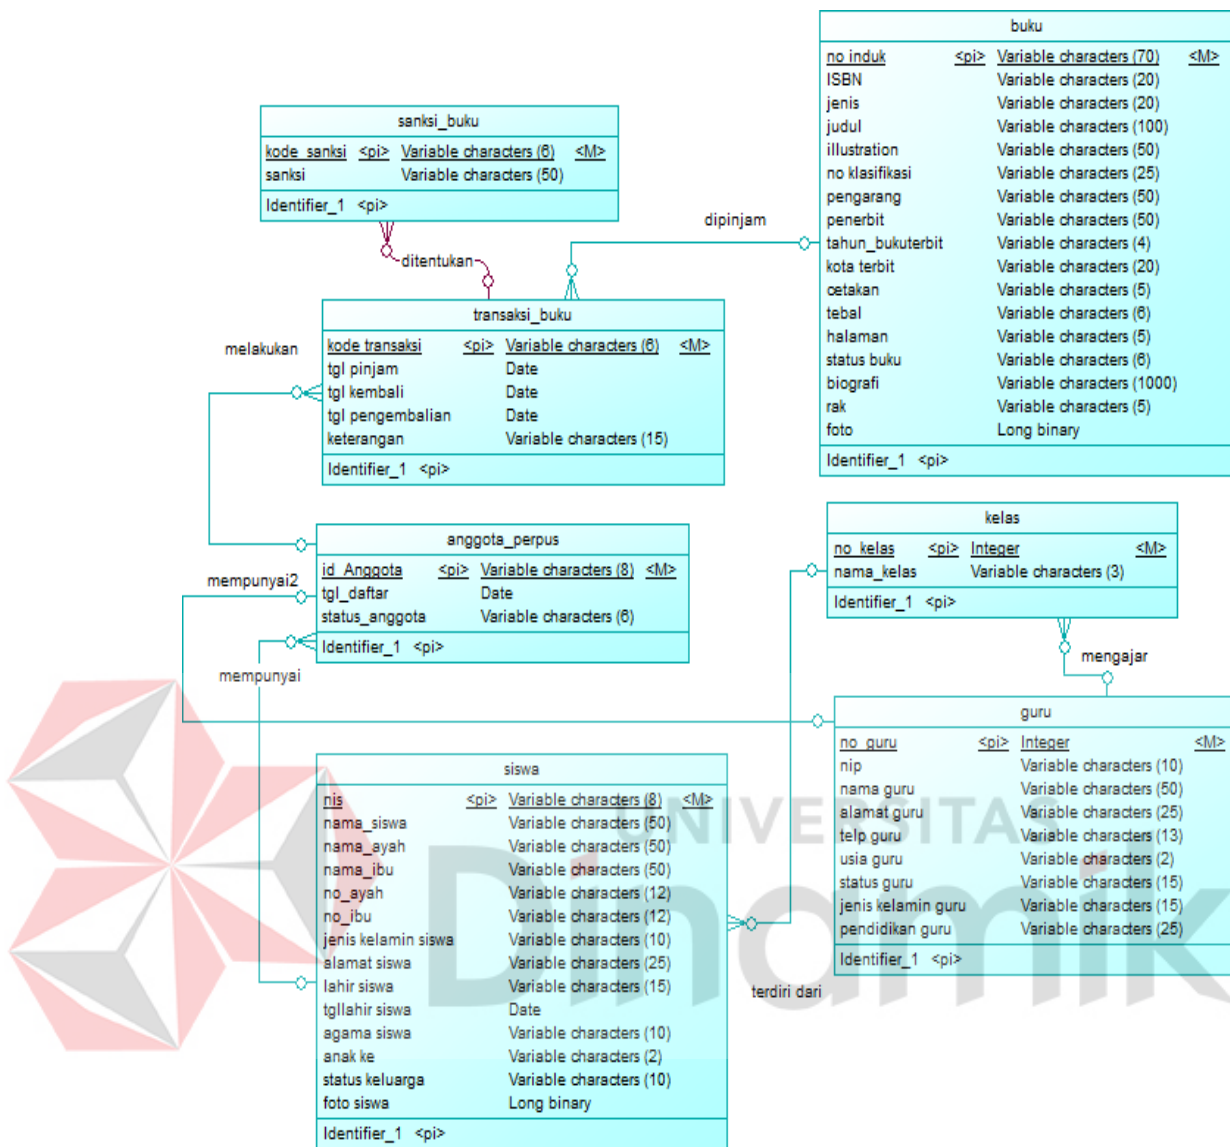 buku
no induk <pi> Variable characters (70) <M>
ISBN Variable characters (20)
jenis Variable characters (20)
judul Variable characters (100)
illustration Variable characters (50)
no klasifikasi Variable characters (25)
pengarang Variable characters (50)
penerbit Variable characters (50)
tahun_bukuterbit Variable characters (4)
kota terbit Variable characters (20)
cetakan Variable characters (5)
tebal Variable characters (6)
halaman Variable characters (5)
status buku Variable characters (6)
biografi Variable characters (1000)
rak Variable characters (5)
foto Long binary
Identifier_1 <pi>
sanksi_buku
kode_sanksi <pi> Variable characters (6) <M>
sanksi Variable characters (50)
Identifier_1 <pi>
dipinjam
ditentukan
transaksi_buku
kode transaksi <pi> Variable characters (6) <M>
tgl pinjam Date
tgl kembali Date
tgl pengembalian Date
keterangan Variable characters (15)
Identifier_1 <pi>
melakukan
anggota_perpus
id_Anggota <pi> Variable characters (8) <M>
tgl_daftar Date
status_anggota Variable characters (6)
Identifier_1 <pi>
mempunyai2
mempunyai
kelas
no_kelas <pi> Integer <M>
nama_kelas Variable characters (3)
Identifier_1 <pi>
mengajar
guru
no_guru <pi> Integer <M>
nip Variable characters (10)
nama guru Variable characters (50)
alamat guru Variable characters (25)
telp guru Variable characters (13)
usia guru Variable characters (2)
status guru Variable characters (15)
jenis kelamin guru Variable characters (15)
pendidikan guru Variable characters (25)
Identifier_1 <pi>
siswa
nis <pi> Variable characters (8) <M>
nama_siswa Variable characters (50)
nama_ayah Variable characters (50)
nama_ibu Variable characters (50)
no_ayah Variable characters (12)
no_ibu Variable characters (12)
jenis kelamin siswa Variable characters (10)
alamat siswa Variable characters (25)
lahir siswa Variable characters (15)
tgllahir siswa Date
agama siswa Variable characters (10)
anak ke Variable characters (2)
status keluarga Variable characters (10)
foto siswa Long binary
Identifier_1 <pi>
terdiri dari
UNIVERSITAS
Dinamik